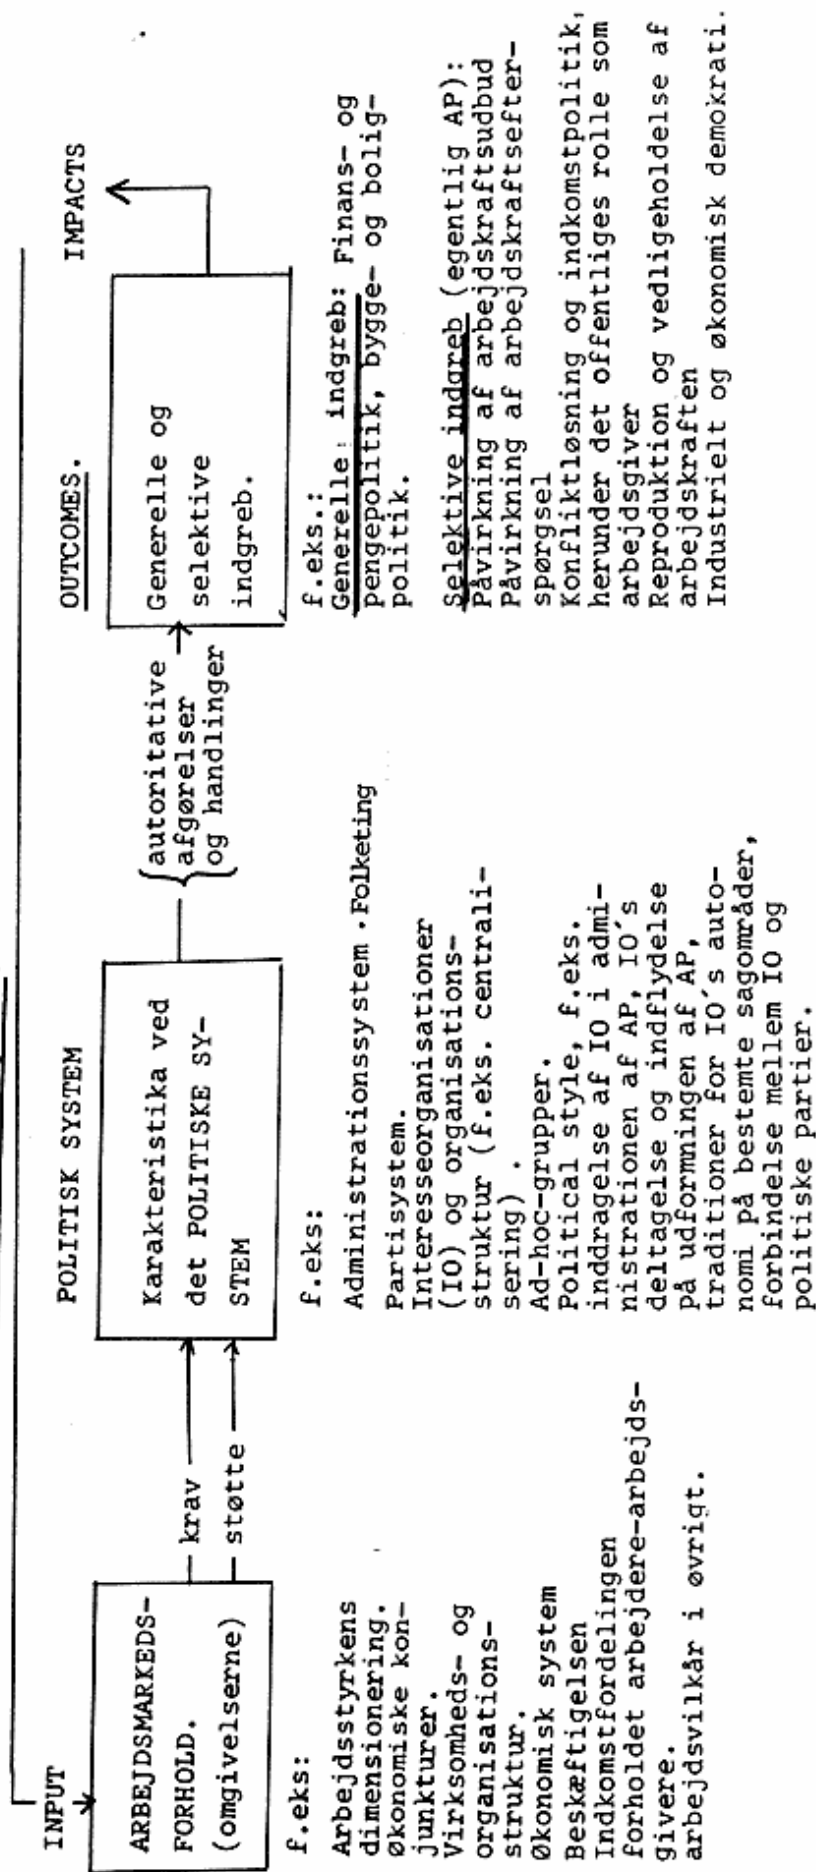 INPUT
ARBEJDSMARKEDS-
FORHOLD.
(omgivelserne)
f.eks:
Arbejdsstyrkens
dimensionering.
Økonomiske kon-
junkturer.
Virksomheds- og
organisations-
struktur.
Økonomisk system
Beskæftigelsen
Indkomstfordelingen
forholdet arbejdere-arbejds-
givere.
arbejdsvilkår i øvrigt.
krav
støtte
POLITISK SYSTEM
Karakteristika ved
det POLITISKE SY-
STEM
f.eks:
Administrationssystem .Folketing
Partisystem.
Interesseorganisationer
(IO) og organisations-
struktur (f.eks. centrali-
sering).
Ad-hoc-grupper.
Political style, f.eks.
inddragelse af IO i admi-
nistrationen af AP, IO´s
deltagelse og indflydelse
på udformningen af AP,
traditioner for IO´s auto-
nomi på bestemte sagområder,
forbindelse mellem IO og
politiske partier.
autoritative
afgørelser
og handlinger
OUTCOMES.
Generelle og
selektive
indgreb.
f.eks.:
Generelle: indgreb: Finans- og
pengepolitik, bygge- og bolig-
politik.
Selektive indgreb (egentlig AP):
Påvirkning af arbejdskraftsudbud
Påvirkning af arbejdskraftsefter-
spørgsel
Konfliktløsning og indkomstpolitik,
herunder det offentliges rolle som
arbejdsgiver
Reproduktion og vedligeholdelse af
arbejdskraften
Industrielt og økonomisk demokrati.
IMPACTS